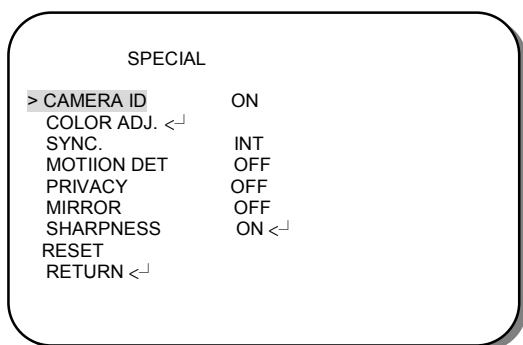 SPECIAL
> CAMERA ID ON
COLOR ADJ. <┘
SYNC. INT
MOTIION DET OFF
PRIVACY OFF
MIRROR OFF
SHARPNESS ON <┘
RESET
RETURN <┘